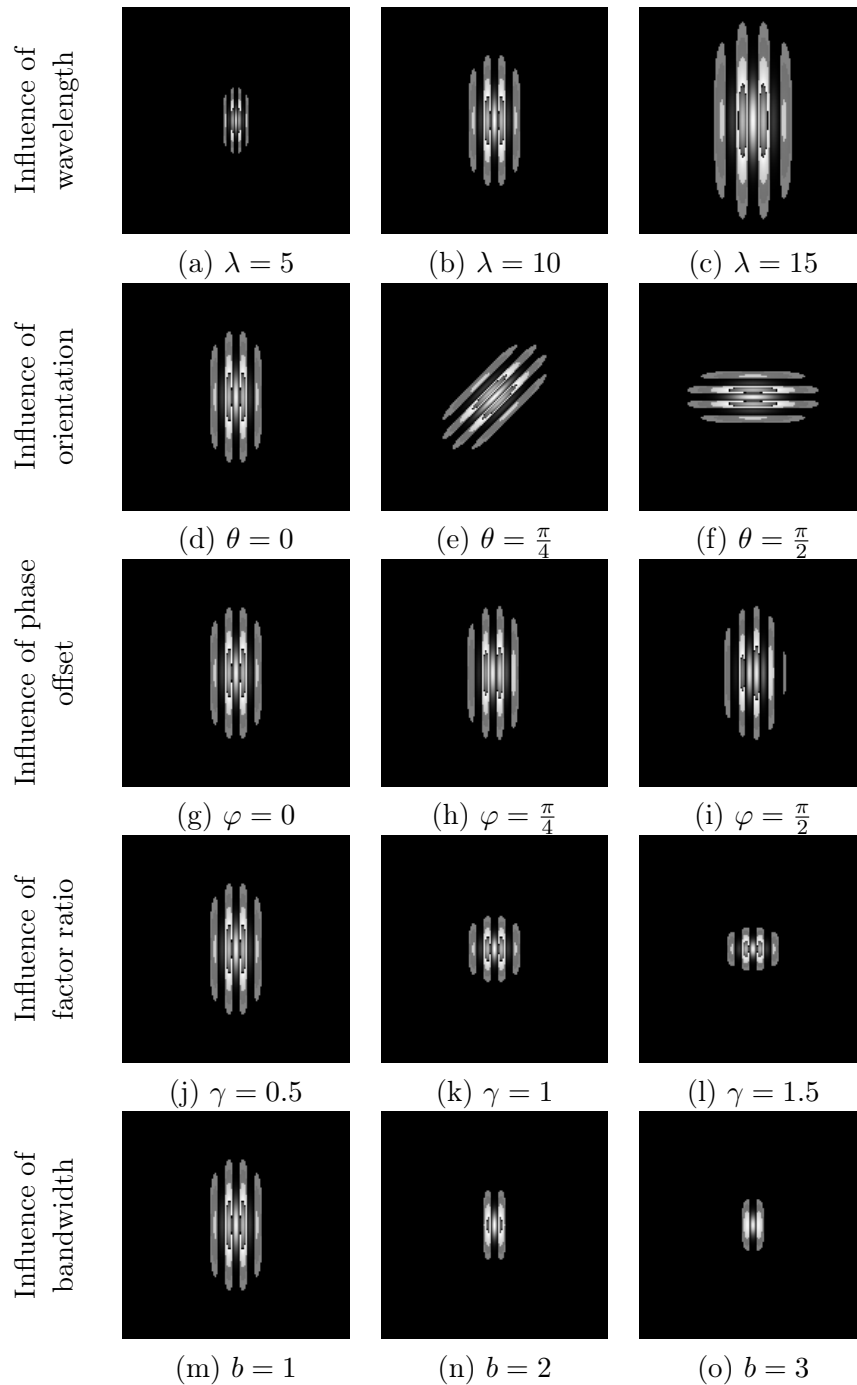 Influence of
wavelength
(a) λ = 5
(b) λ = 10
(c) λ = 15
Influence of
orientation
(d) θ = 0
(e) θ = π/4
(f) θ = π/2
Influence of phase
offset
(g) φ = 0
(h) φ = π/4
(i) φ = π/2
Influence of
factor ratio
(j) γ = 0.5
(k) γ = 1
(l) γ = 1.5
Influence of
bandwidth
(m) b = 1
(n) b = 2
(o) b = 3